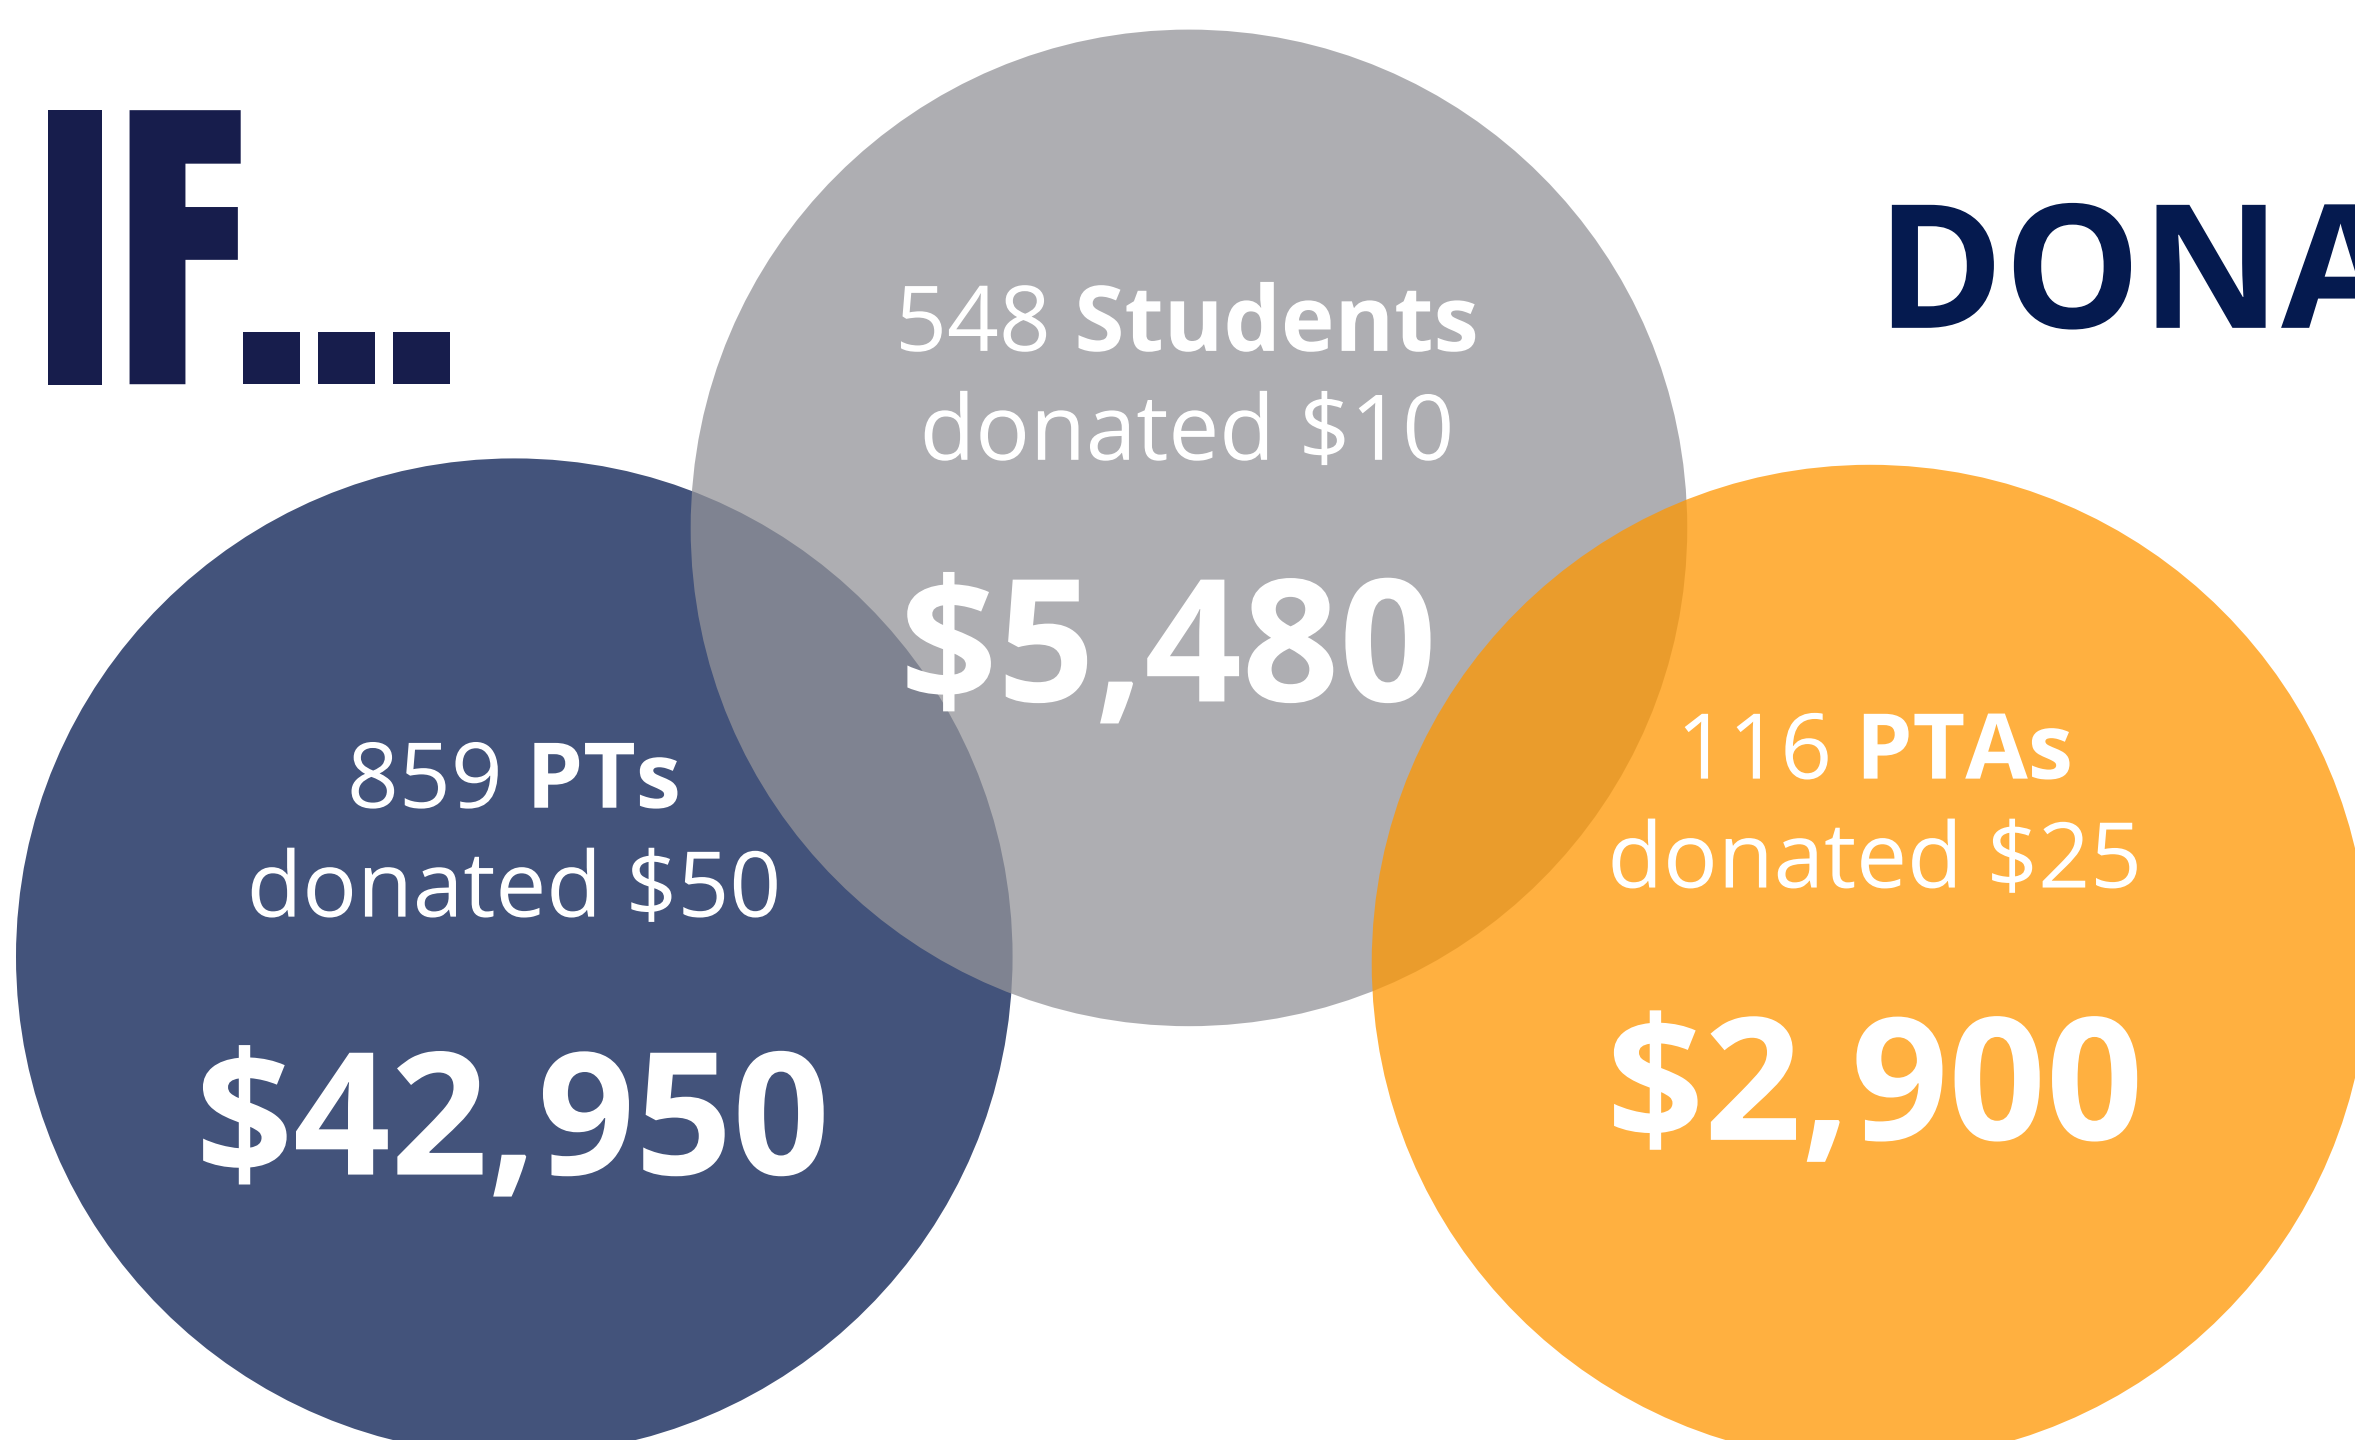 IF...
DONA
548 Students
donated $10
$5,480
859 PTs
donated $50
$42,950
116 PTAs
donated $25
$2,900